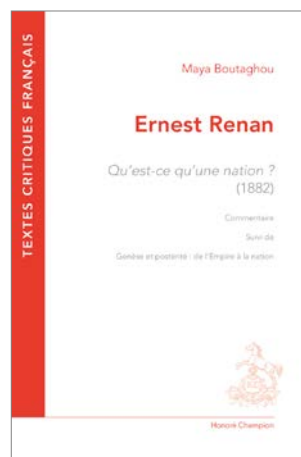 TEXTES CRITIQUES FRANÇAIS
Maya Boutaghou
Ernest Renan
Qu'est-ce qu'une nation ?
(1882)
Commentaire
Suivi de
Genèse et postérité : de l'Empire à la nation
Honoré Champion